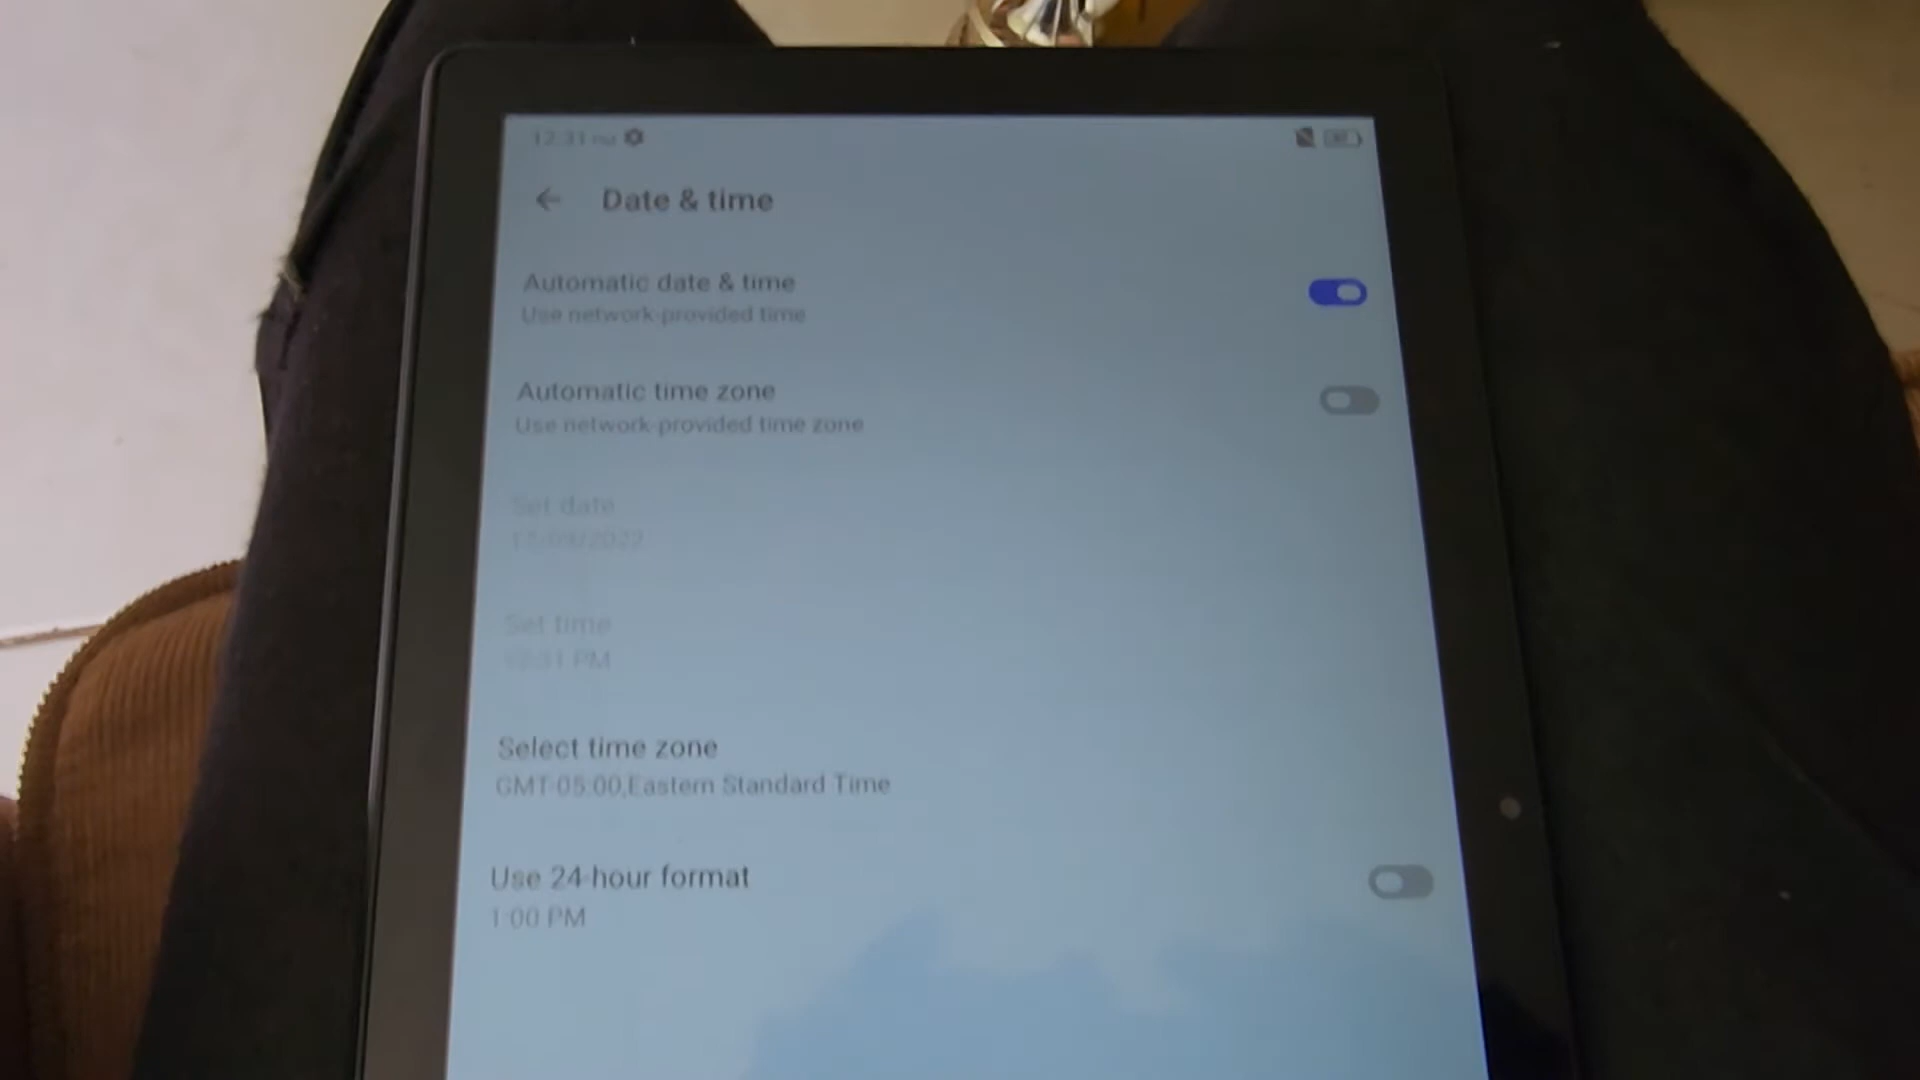 12:31 PM
Date & time
Automatic date & time
Use network-provided time
Automatic time zone
Use network-provided time zone
Set date
Set time
12:31 PM
Select time zone
GMT-05:00,Eastern Standard Time
Use 24-hour format
1:00 PM